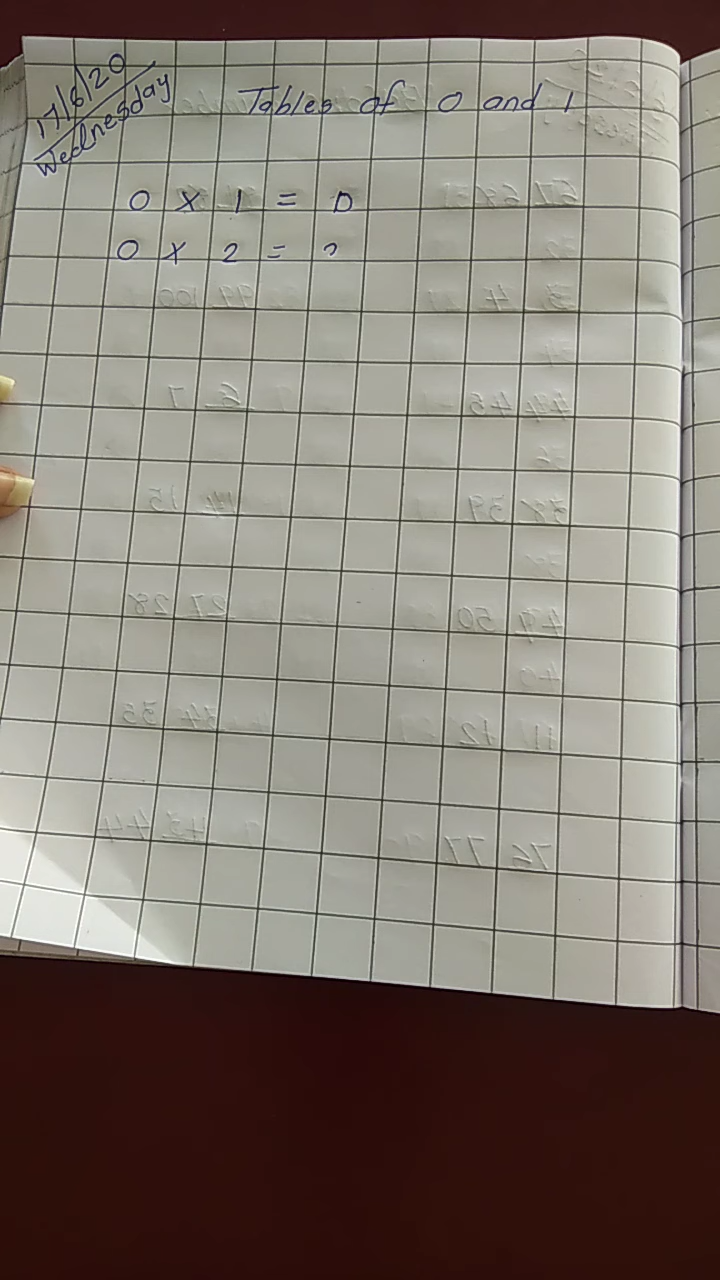 17/6/20
Wednesday
Tables of 0 and 1
0 x 1 = 0
0 x 2 =